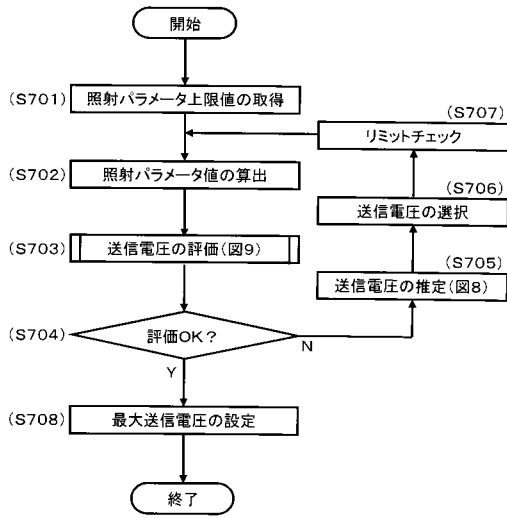 開始
(S701)
照射パラメータ上限値の取得
(S707)
リミットチェック
(S702)
照射パラメータ値の算出
(S706)
送信電圧の選択
(S703)
送信電圧の評価(図9)
(S705)
送信電圧の推定(図8)
(S704)
評価OK?
N
Y
(S708)
最大送信電圧の設定
終了